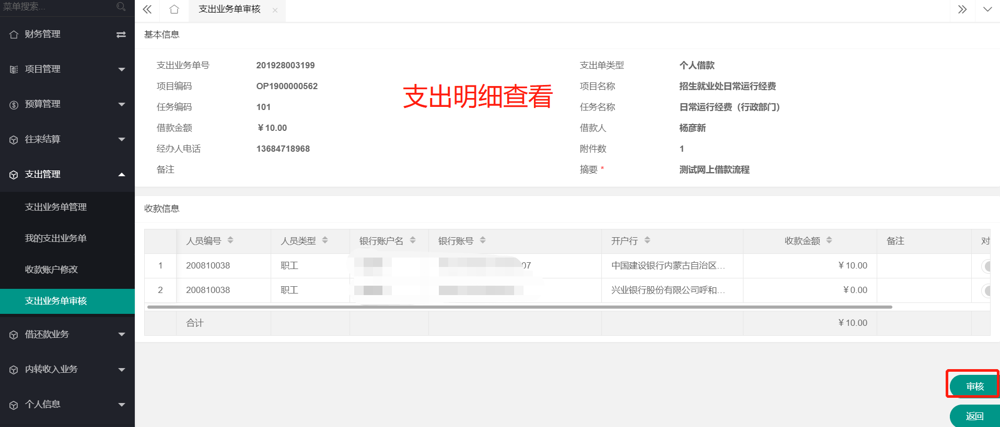 菜单搜索...
支出业务单审核
财务管理
项目管理
预算管理
往来结算
支出管理
支出业务单管理
我的支出业务单
收款账户修改
支出业务单审核
借还款业务
内转收入业务
个人信息
基本信息
支出业务单号 201928003199 支出单类型 个人借款
项目编码 OP1900000562 项目名称 招生就业处日常运行经费
支出明细查看
任务编码 101 任务名称 日常运行经费（行政部门）
借款金额 ¥10.00 借款人 杨彦新
经办人电话 13684718968 附件数 1
备注 摘要 * 测试网上借款流程
收款信息
人员编号 人员类型 银行账户名 银行账号 开户行 收款金额 备注 对
1 200810038 职工 07 中国建设银行内蒙古自治区... ¥10.00
2 200810038 职工 兴业银行股份有限公司呼和... ¥0.00
合计 ¥10.00
审核
返回